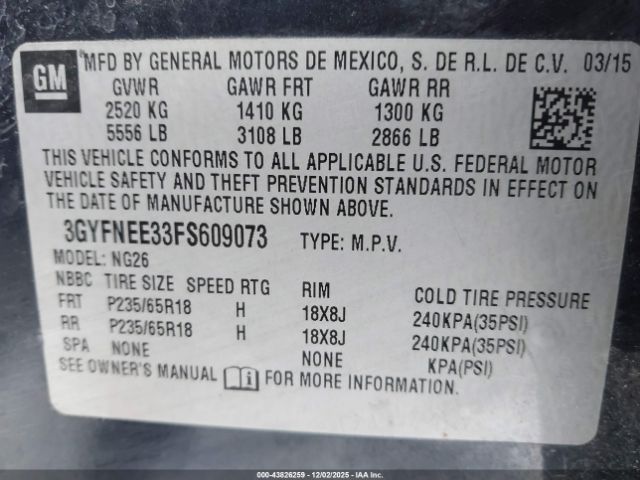 GM
MFD BY GENERAL MOTORS DE MEXICO, S. DE R.L. DE C.V. 03/15
GVWR GAWR FRT GAWR RR
2520 KG 1410 KG 1300 KG
5556 LB 3108 LB 2866 LB
THIS VEHICLE CONFORMS TO ALL APPLICABLE U.S. FEDERAL MOTOR
VEHICLE SAFETY AND THEFT PREVENTION STANDARDS IN EFFECT ON
THE DATE OF MANUFACTURE SHOWN ABOVE.
3GYFNEE33FS609073 TYPE: M.P.V.
MODEL: NG26
NBBC TIRE SIZE SPEED RTG RIM COLD TIRE PRESSURE
FRT P235/65R18 H 18X8J 240KPA(35PSI)
RR P235/65R18 H 18X8J 240KPA(35PSI)
SPA NONE NONE KPA(PSI)
SEE OWNER'S MANUAL FOR MORE INFORMATION.
000-43826259 - 12/02/2025 - IAA SC